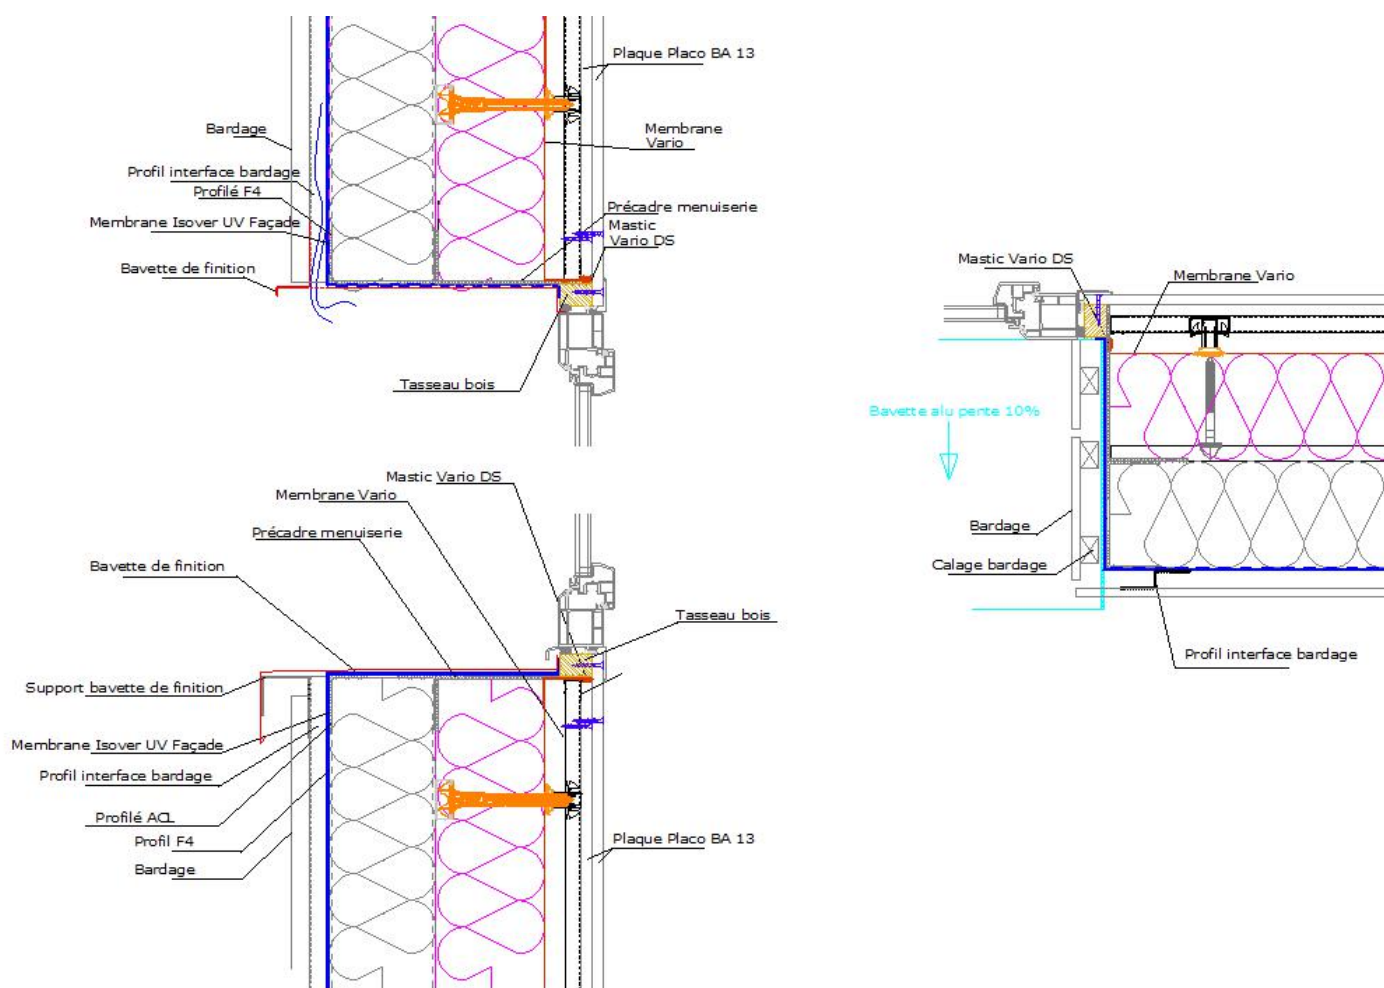 Plaque Placo BA 13
Bardage
Membrane
Vario
Profil interface bardage
Profilé F4
Précadre menuiserie
Membrane Isover UV Façade
Mastic
Vario DS
Bavette de finition
Tasseau bois
Mastic Vario DS
Membrane Vario
Précadre menuiserie
Bavette de finition
Tasseau bois
Support bavette de finition
Membrane Isover UV Façade
Profil interface bardage
Profilé ACL
Profil F4
Bardage
Plaque Placo BA 13
Mastic Vario DS
Membrane Vario
Bavette alu pente 10%
Bardage
Calage bardage
Profil interface bardage